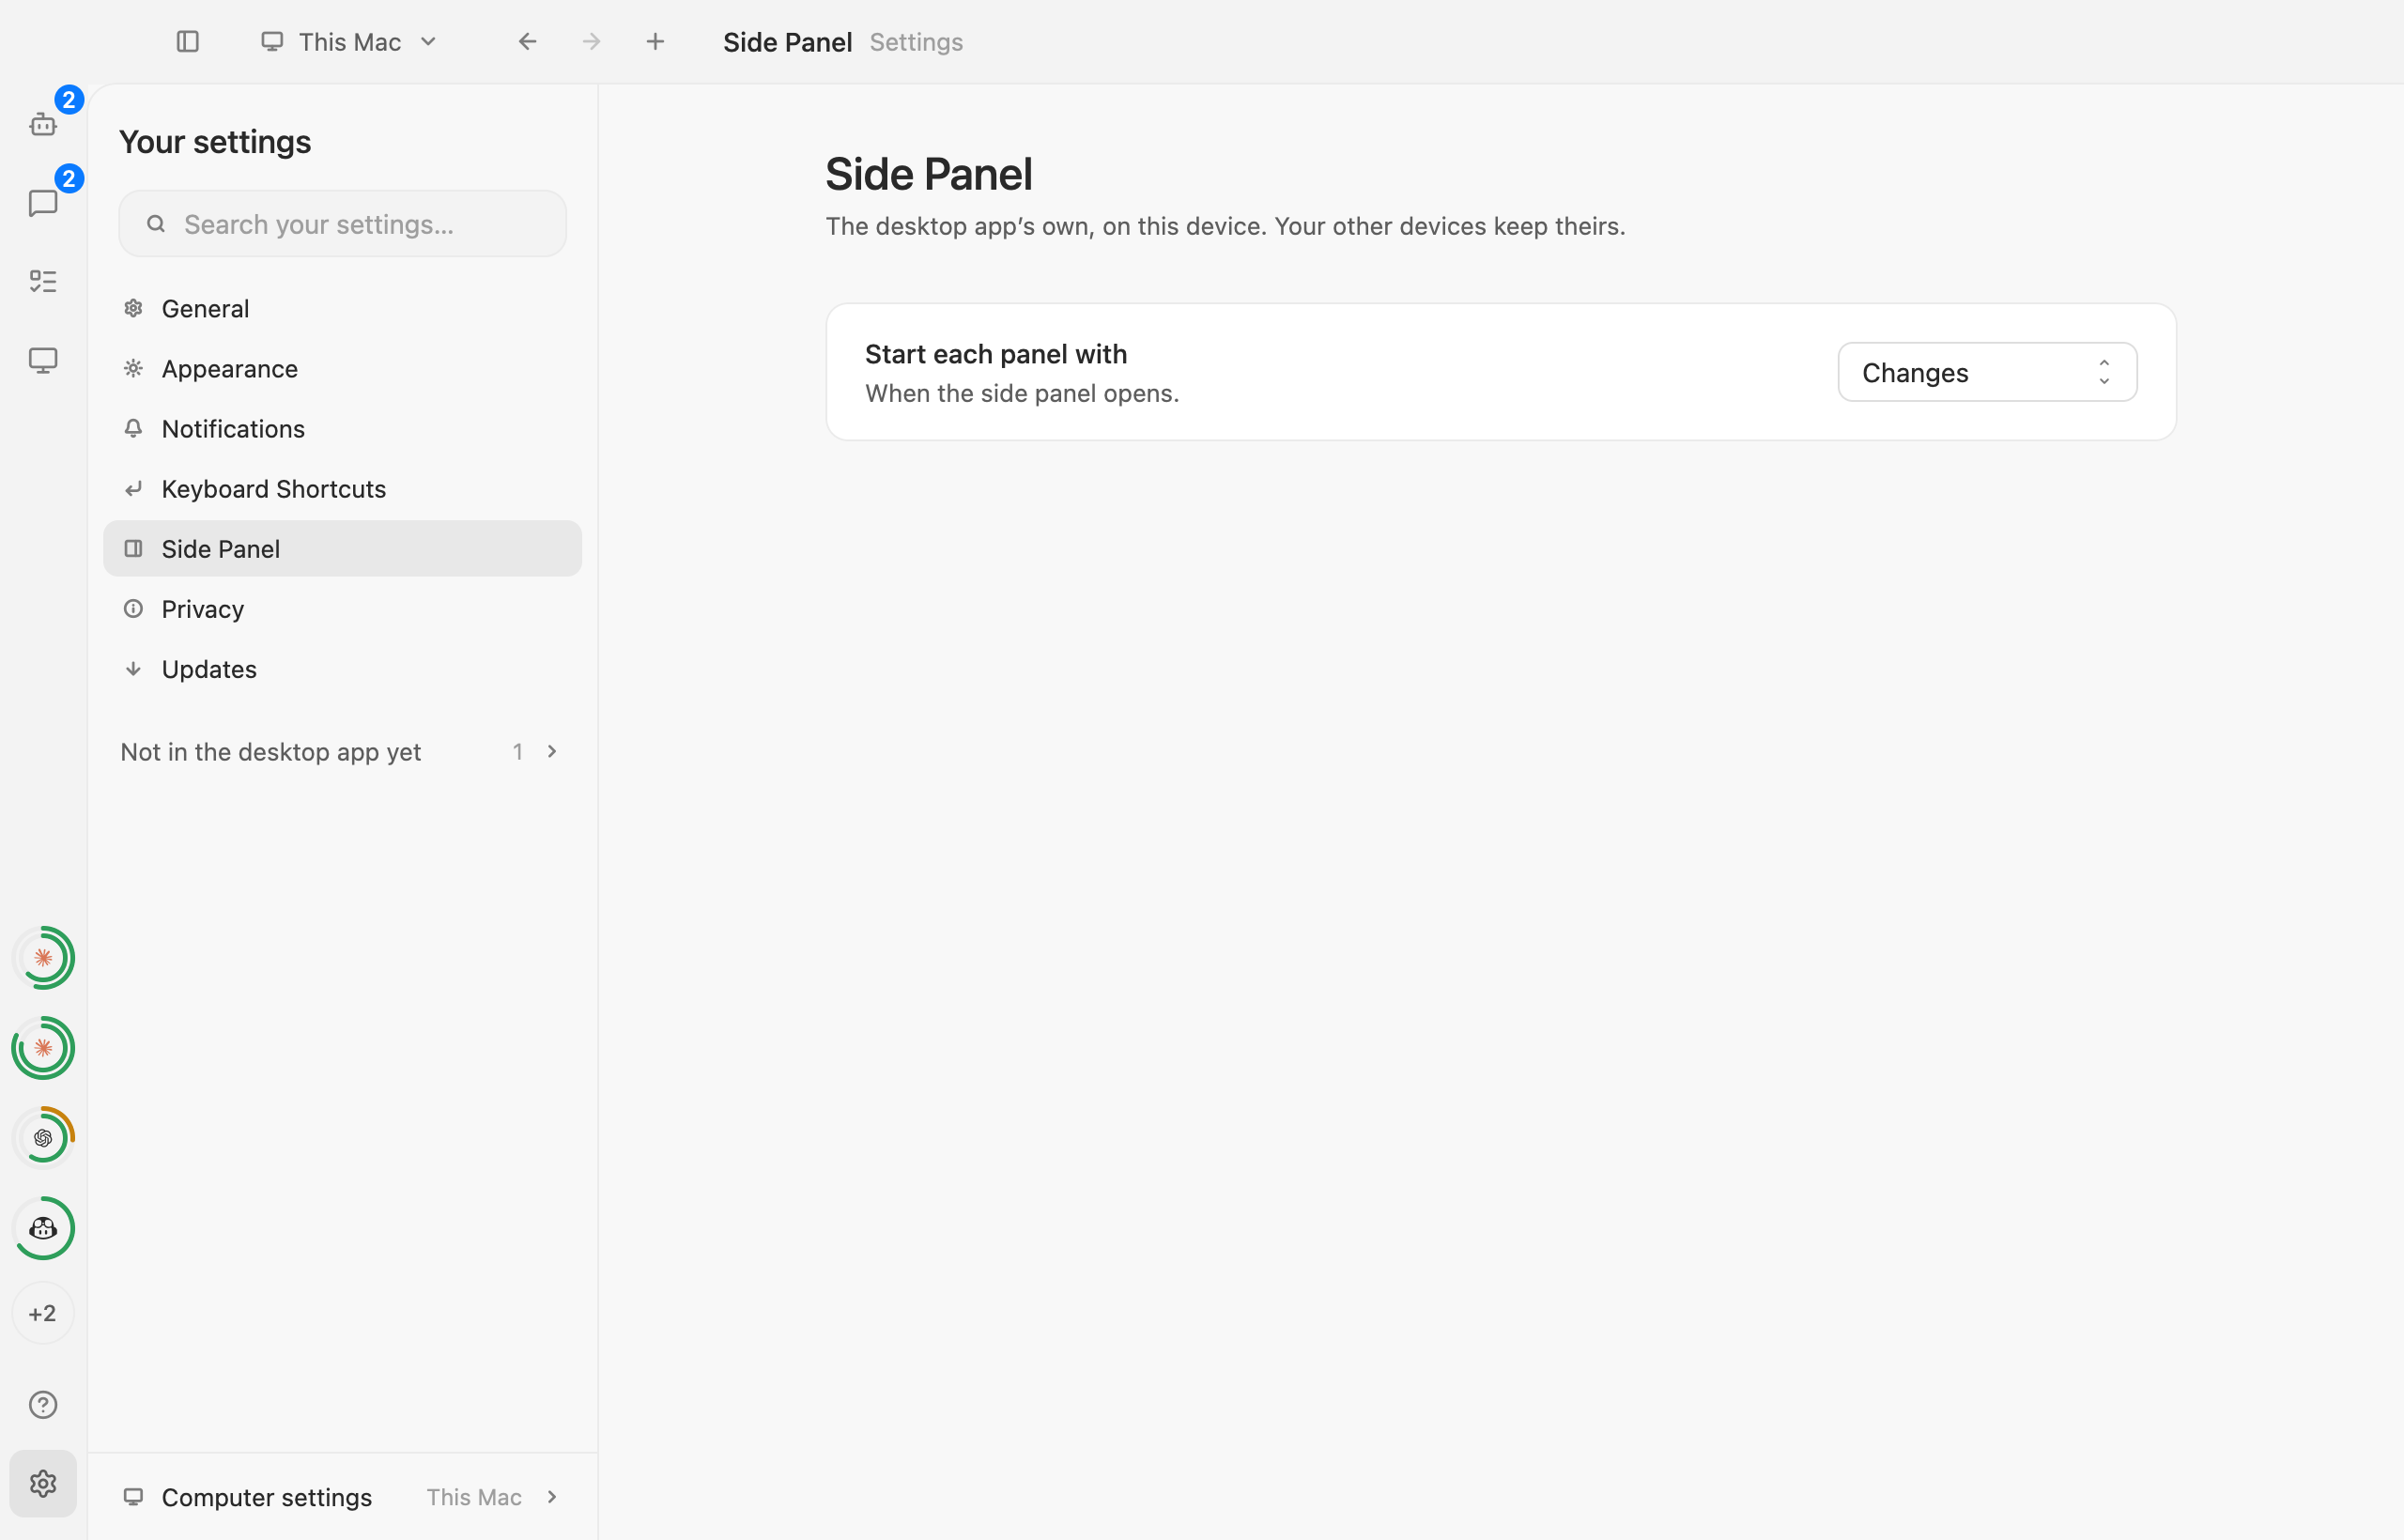 This Mac
Side Panel Settings
2
2
Your settings
Search your settings...
General
Appearance
Notifications
Keyboard Shortcuts
Side Panel
Privacy
Updates
Not in the desktop app yet 1
+2
Computer settings This Mac
Side Panel
The desktop app’s own, on this device. Your other devices keep theirs.
Start each panel with
When the side panel opens.
Changes